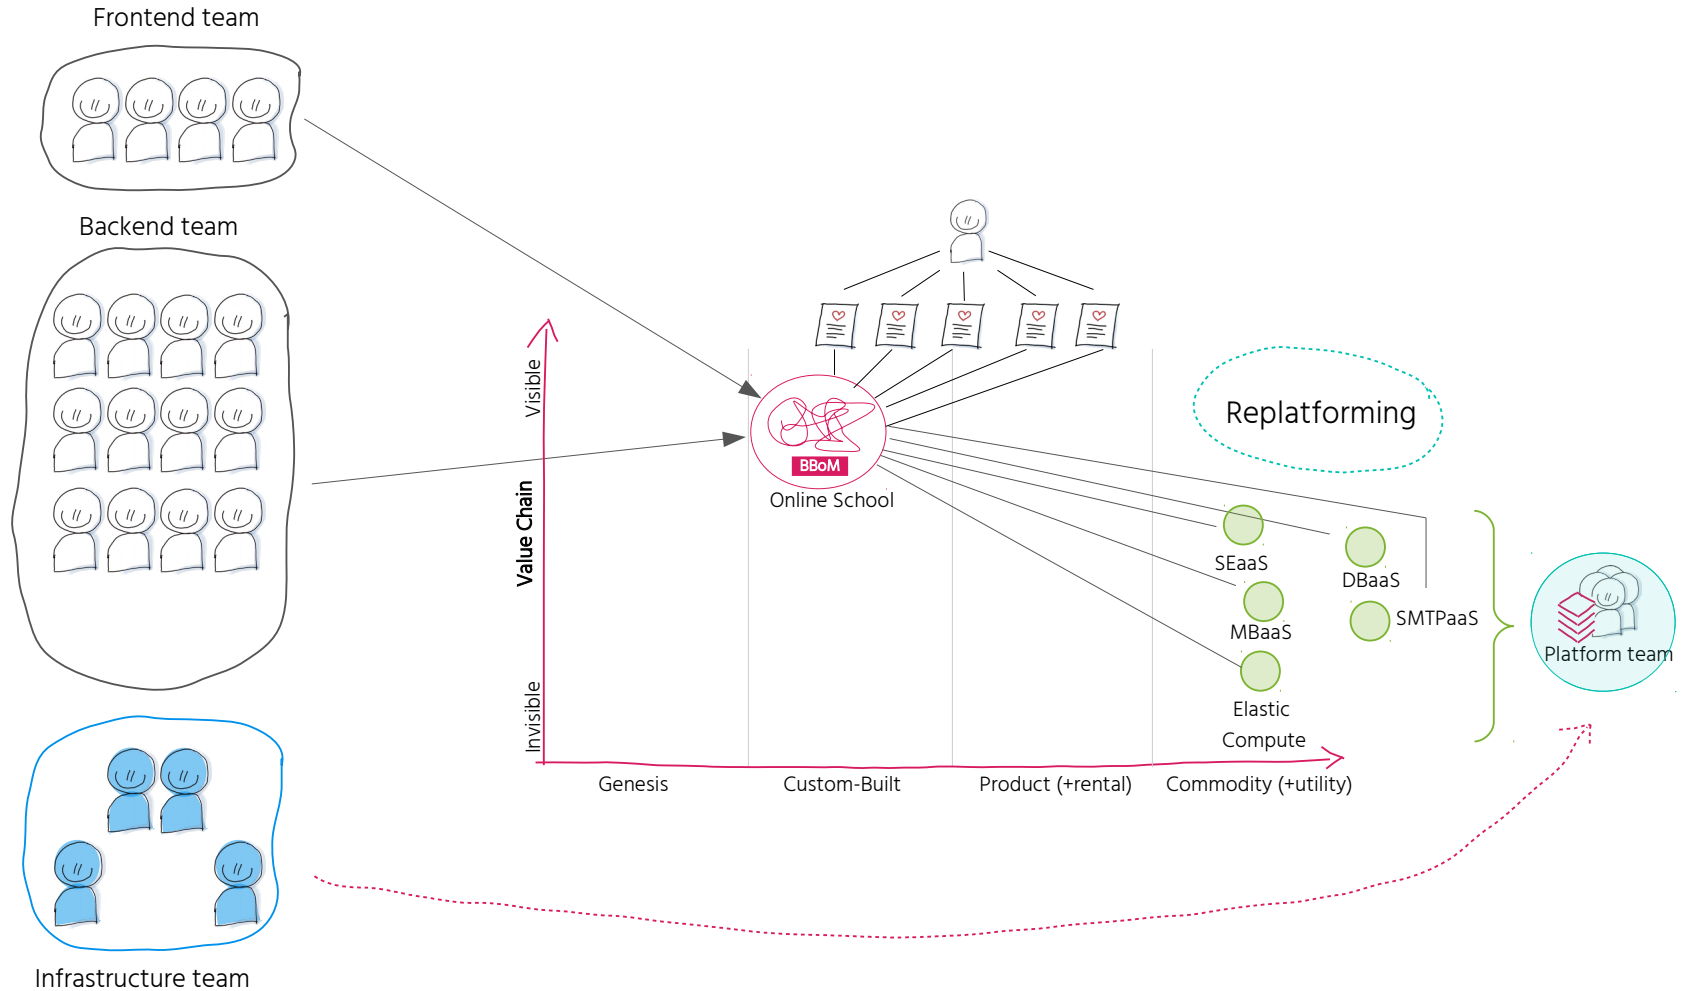 Frontend team
Backend team
Infrastructure team
Visible
Value Chain
Invisible
BBoM
Online School
Replatforming
SEaaS
DBaaS
MBaaS
SMTPaaS
Elastic
Compute
Platform team
Genesis
Custom-Built
Product (+rental)
Commodity (+utility)